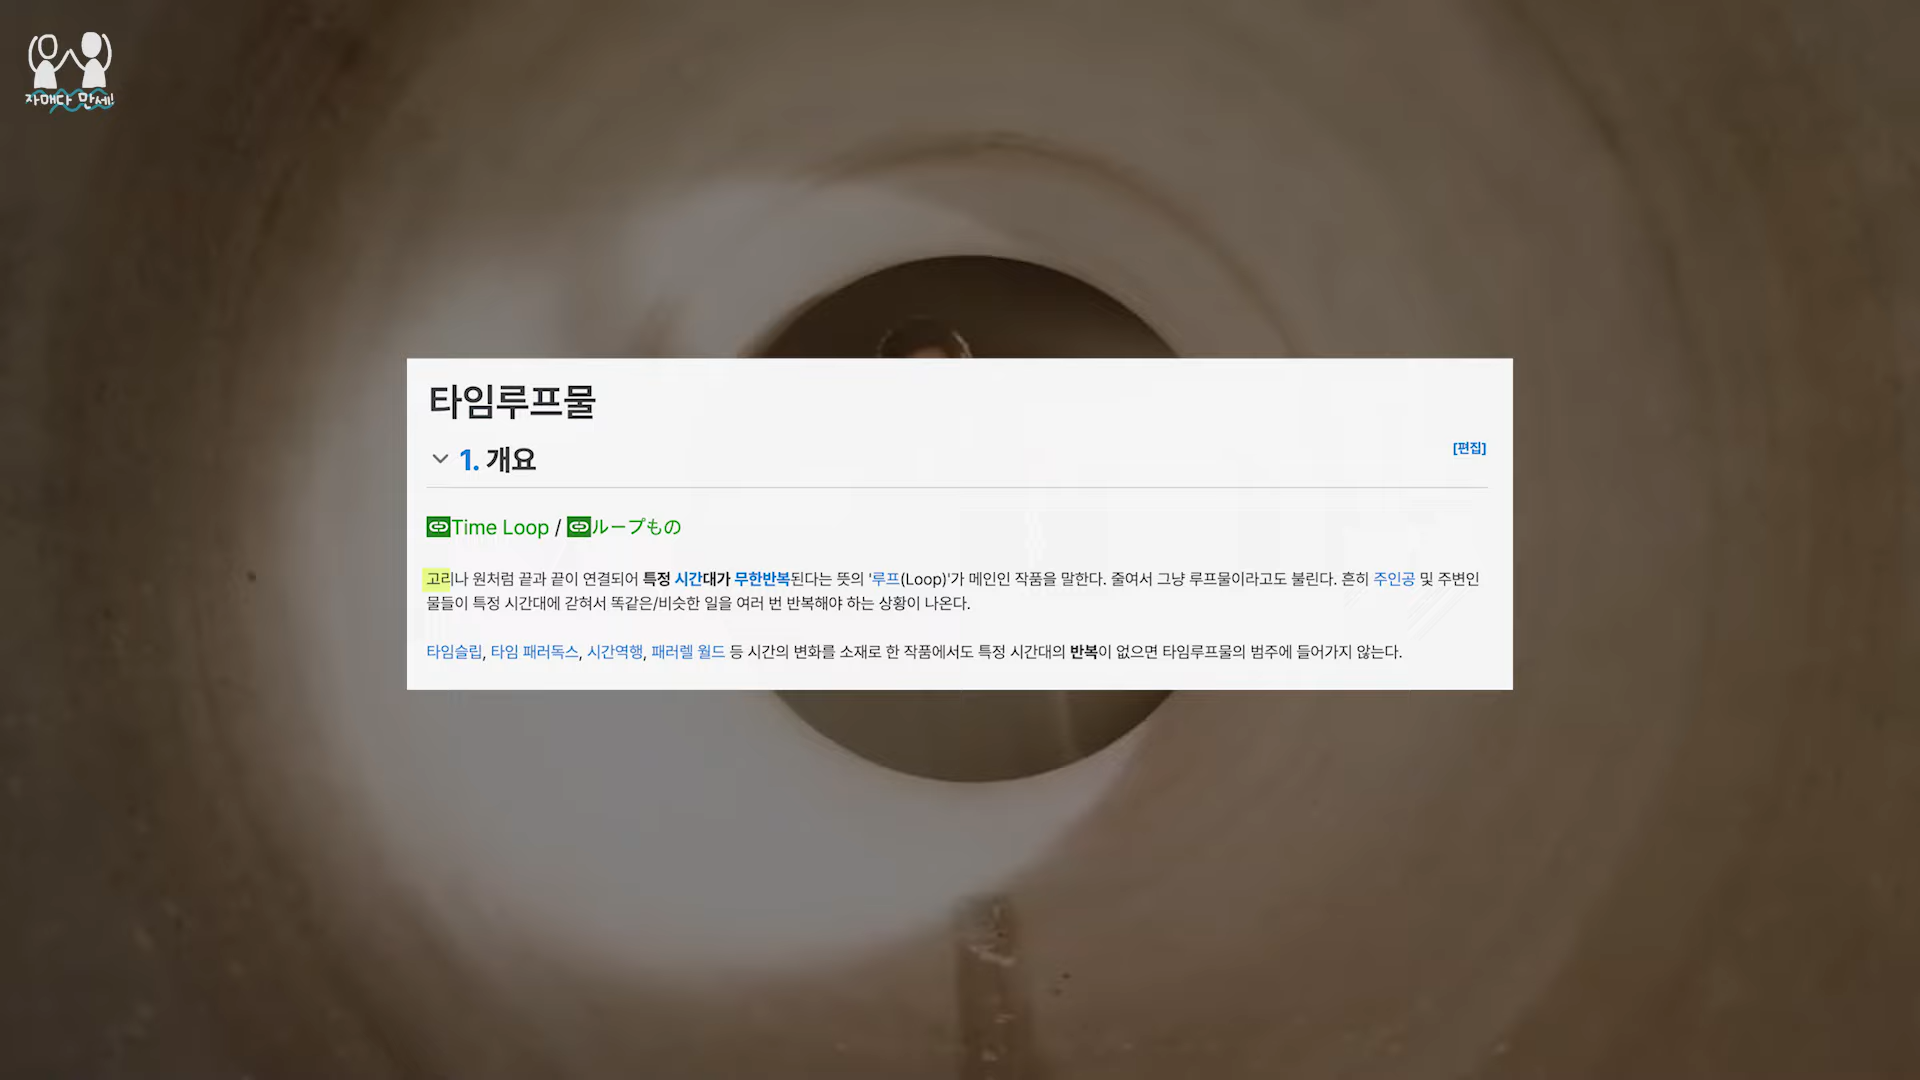 자매다 만세!
타임루프물
1. 개요
[편집]
Time Loop / ループもの
고리나 원처럼 끝과 끝이 연결되어 특정 시간대가 무한반복된다는 뜻의 '루프(Loop)'가 메인인 작품을 말한다. 줄여서 그냥 루프물이라고도 불린다. 흔히 주인공 및 주변인
물들이 특정 시간대에 갇혀서 똑같은/비슷한 일을 여러 번 반복해야 하는 상황이 나온다.
타임슬립, 타임 패러독스, 시간역행, 패러렐 월드 등 시간의 변화를 소재로 한 작품에서도 특정 시간대의 반복이 없으면 타임루프물의 범주에 들어가지 않는다.